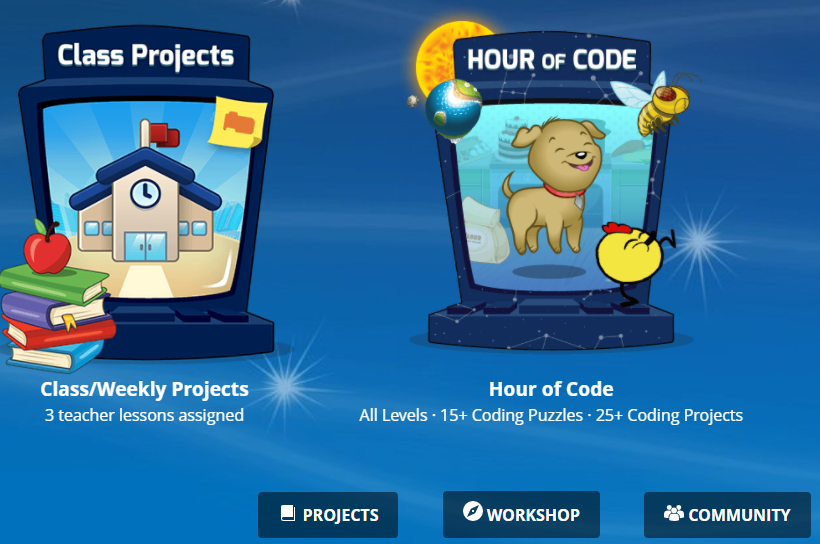 Class Projects
HOUR OF CODE
Class/Weekly Projects
3 teacher lessons assigned
Hour of Code
All Levels · 15+ Coding Puzzles · 25+ Coding Projects
PROJECTS
WORKSHOP
COMMUNITY